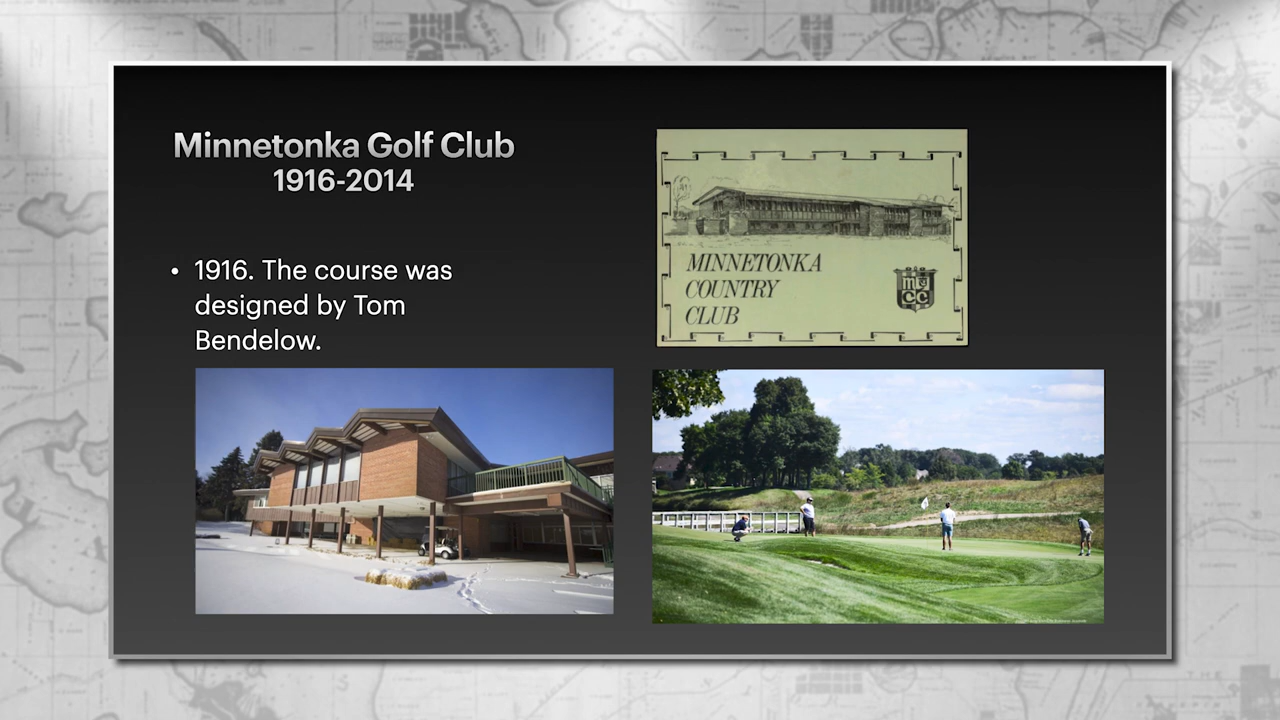 Minnetonka Golf Club
1916-2014
• 1916. The course was
designed by Tom
Bendelow.
MINNETONKA
COUNTRY
CLUB
m g
c c